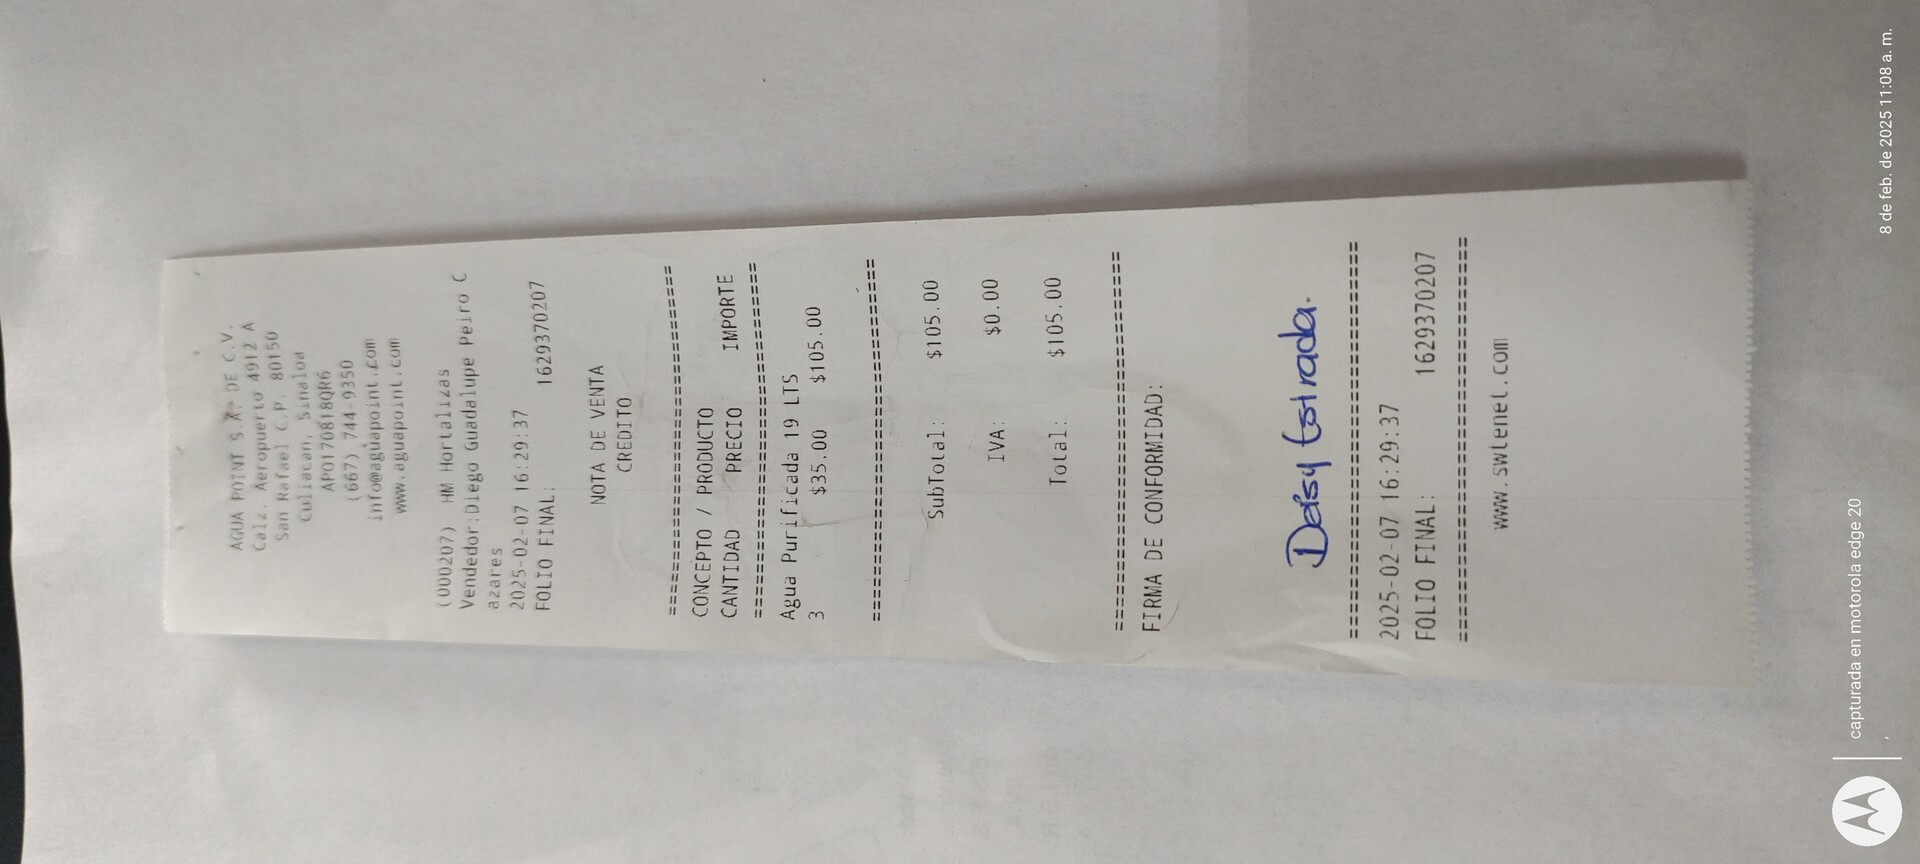 AGUA POINT S.A. DE C.V.
Calz. Aeropuerto 4912 A
San Rafael C.P. 80150
Culiacan, Sinaloa
APO170818QR6
(667) 744-9350
info@aguapoint.com
www.aguapoint.com
(000207) HM Hortalizas
Vendedor:Diego Guadalupe Peiro C
azares
2025-02-07 16:29:37
FOLIO FINAL: 1629370207
NOTA DE VENTA
CREDITO
================================
CONCEPTO / PRODUCTO
CANTIDAD PRECIO IMPORTE
================================
Agua Purificada 19 LTS
3 $35.00 $105.00
================================
SubTotal: $105.00
IVA: $0.00
Total: $105.00
================================
FIRMA DE CONFORMIDAD:
Deisy Estrada.
================================
2025-02-07 16:29:37
FOLIO FINAL: 1629370207
================================
www.swtenet.com
capturada en motorola edge 20
8 de feb. de 2025 11:08 a. m.